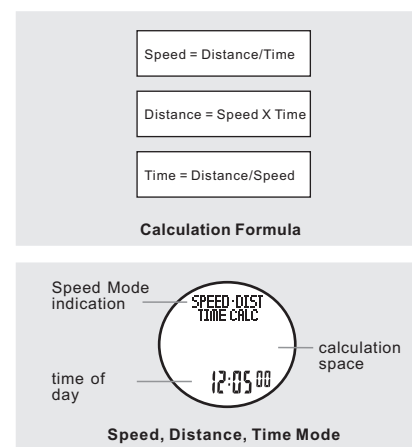 Speed = Distance/Time
Distance = Speed X Time
Time = Distance/Speed
Calculation Formula
Speed Mode
indication
SPEED·DIST
TIME CALC
calculation
space
time of
day
12:05 00
Speed, Distance, Time Mode